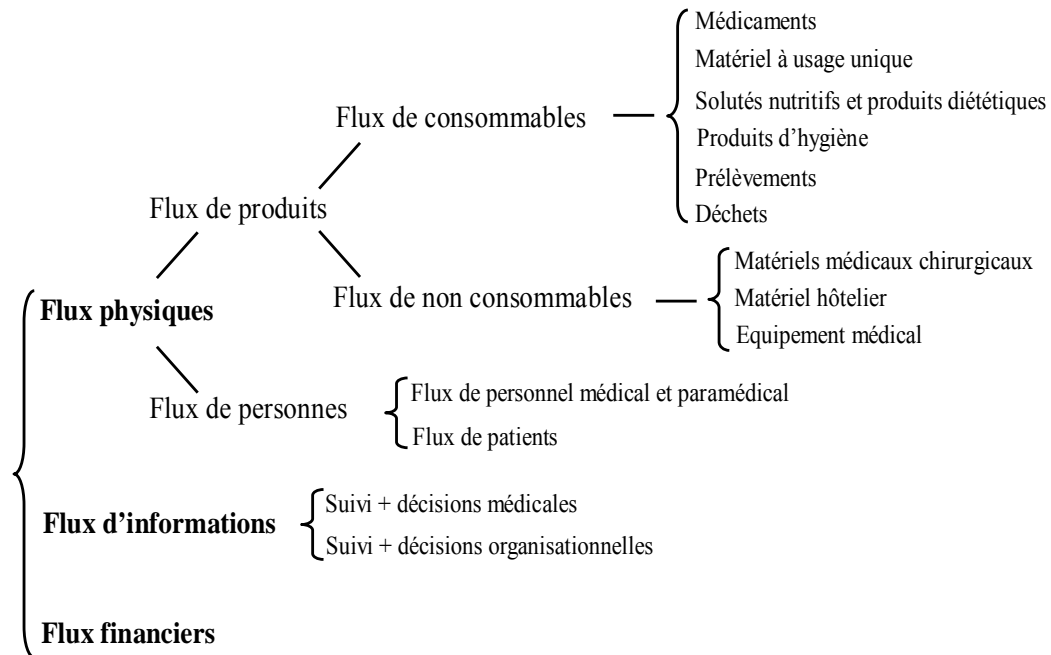 Médicaments
Matériel à usage unique
Solutés nutritifs et produits diététiques
Flux de consommables
Produits d’hygiène
Prélèvements
Déchets
Flux de produits
Matériels médicaux chirurgicaux
Flux de non consommables
Matériel hôtelier
Equipement médical
Flux physiques
Flux de personnel médical et paramédical
Flux de personnes
Flux de patients
Suivi + décisions médicales
Flux d’informations
Suivi + décisions organisationnelles
Flux financiers